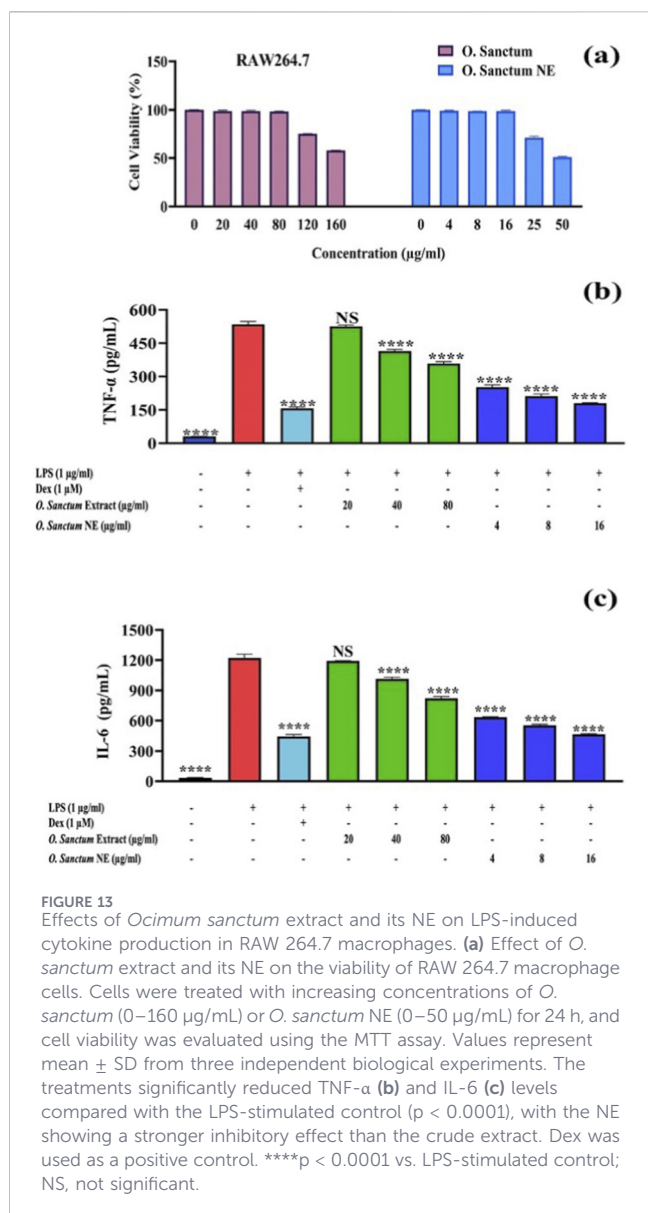 (a)
RAW264.7
O. Sanctum
O. Sanctum NE
Cell Viability (%)
150
100
50
0
0 20 40 80 120 160 0 4 8 16 25 50
Concentration (µg/ml)
(b)
TNF-α (pg/mL)
600
450
300
150
0
**** **** NS **** **** **** **** ****
LPS (1 µg/ml) - + + + + + + + +
Dex (1 µM) - - + - - - - - -
O. Sanctum Extract (µg/ml) - - - 20 40 80 - - -
O. Sanctum NE (µg/ml) - - - - - - 4 8 16
(c)
IL-6 (pg/mL)
1500
1200
900
600
300
0
**** **** NS **** **** **** **** ****
LPS (1 µg/ml) - + + + + + + + +
Dex (1 µM) - - + - - - - - -
O. Sanctum Extract (µg/ml) - - - 20 40 80 - - -
O. Sanctum NE (µg/ml) - - - - - - 4 8 16
FIGURE 13
Effects of Ocimum sanctum extract and its NE on LPS-induced
cytokine production in RAW 264.7 macrophages. (a) Effect of O.
sanctum extract and its NE on the viability of RAW 264.7 macrophage
cells. Cells were treated with increasing concentrations of O.
sanctum (0–160 µg/mL) or O. sanctum NE (0–50 µg/mL) for 24 h, and
cell viability was evaluated using the MTT assay. Values represent
mean ± SD from three independent biological experiments. The
treatments significantly reduced TNF-α (b) and IL-6 (c) levels
compared with the LPS-stimulated control (p < 0.0001), with the NE
showing a stronger inhibitory effect than the crude extract. Dex was
used as a positive control. ****p < 0.0001 vs. LPS-stimulated control;
NS, not significant.